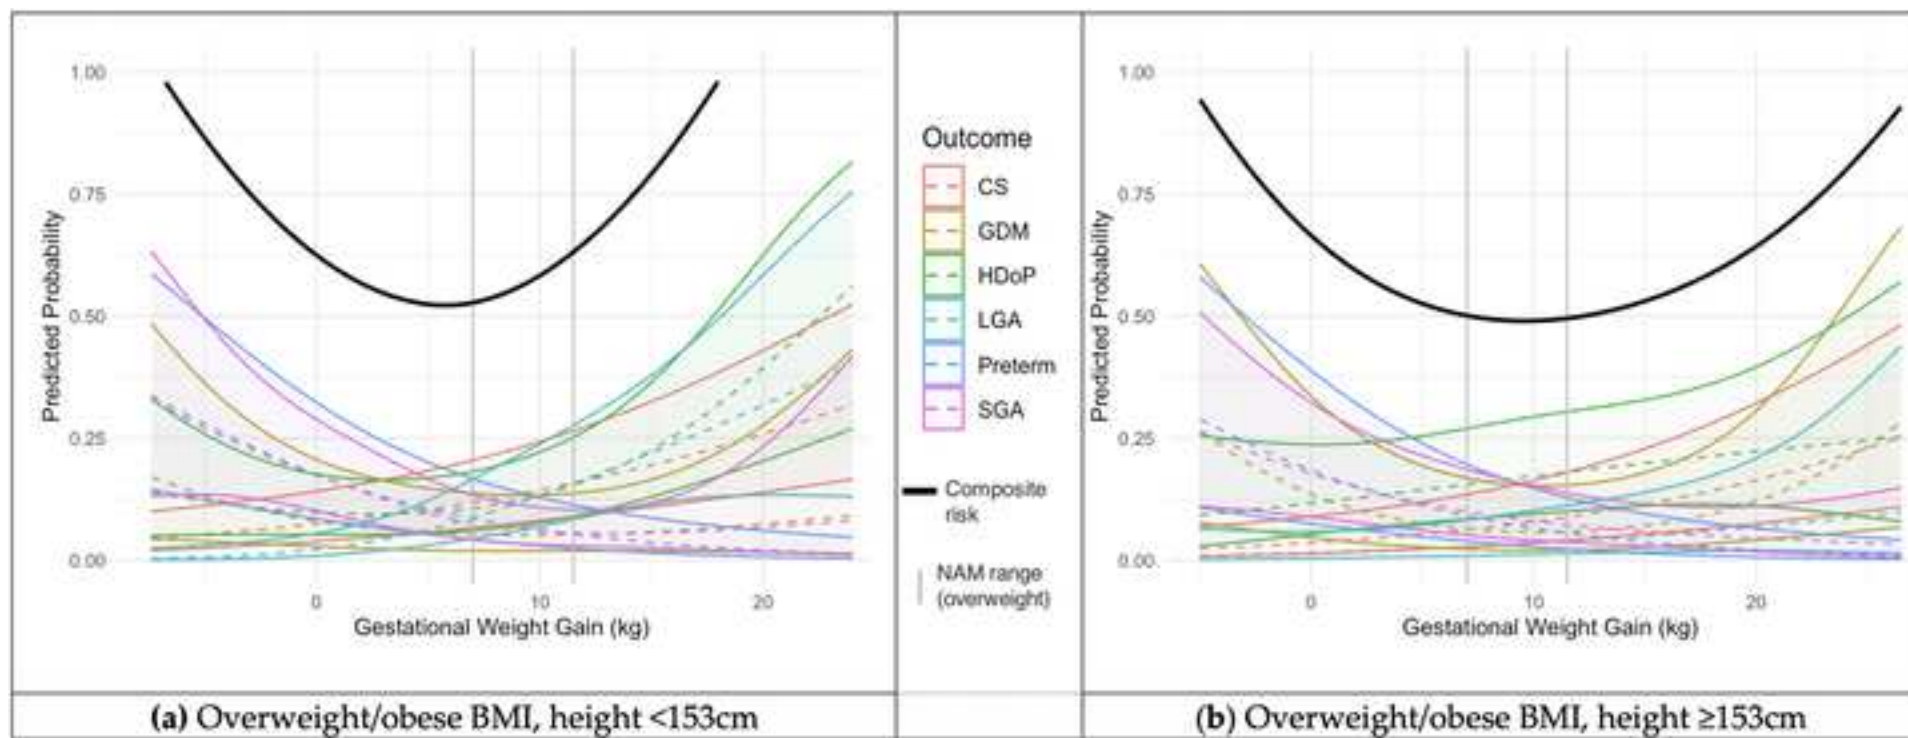 1.00
0.75
0.50
0.25
0.00
Predicted Probability
0
10
20
Gestational Weight Gain (kg)
(a) Overweight/obese BMI, height <153cm
Outcome
CS
GDM
HDoP
LGA
Preterm
SGA
Composite
risk
NAM range
(overweight)
1.00
0.75
0.50
0.25
0.00
Predicted Probability
0
10
20
Gestational Weight Gain (kg)
(b) Overweight/obese BMI, height ≥153cm